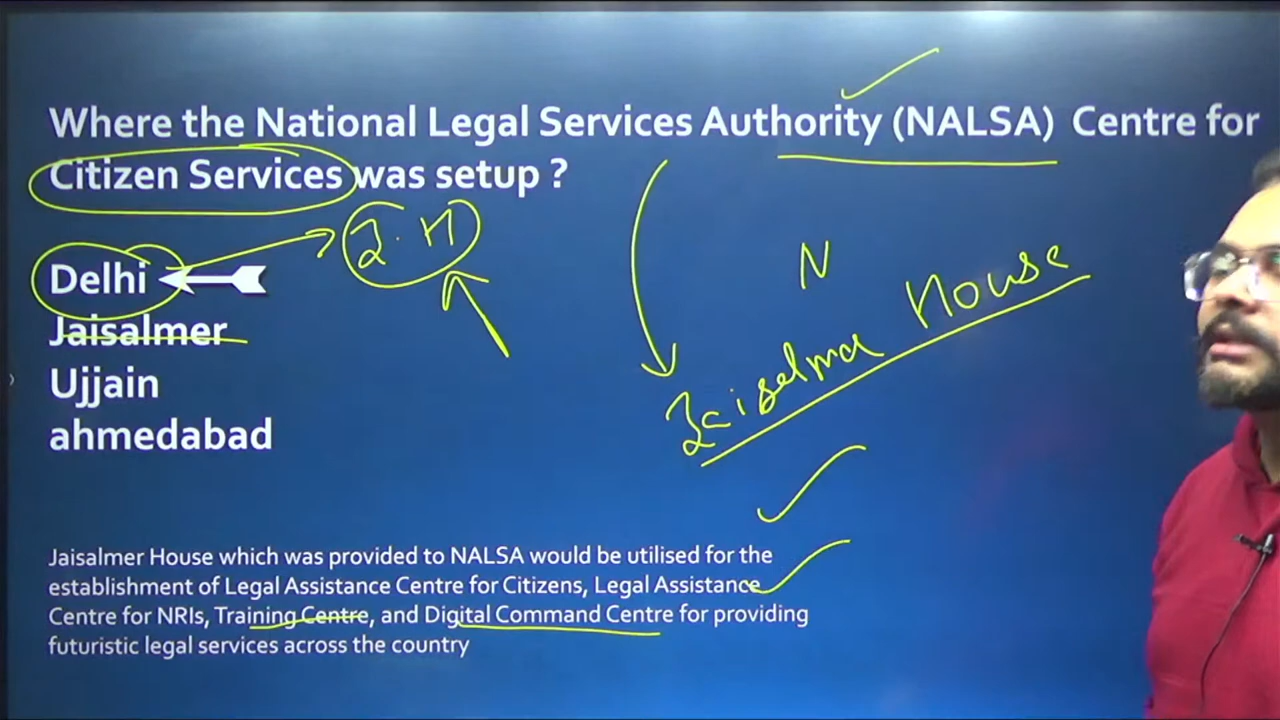 Where the National Legal Services Authority (NALSA) Centre for
Citizen Services was setup ?
J. H
N
Delhi
Jaisalmer
Jaiselmer House
Ujjain
ahmedabad
Jaisalmer House which was provided to NALSA would be utilised for the
establishment of Legal Assistance Centre for Citizens, Legal Assistance
Centre for NRIs, Training Centre, and Digital Command Centre for providing
futuristic legal services across the country